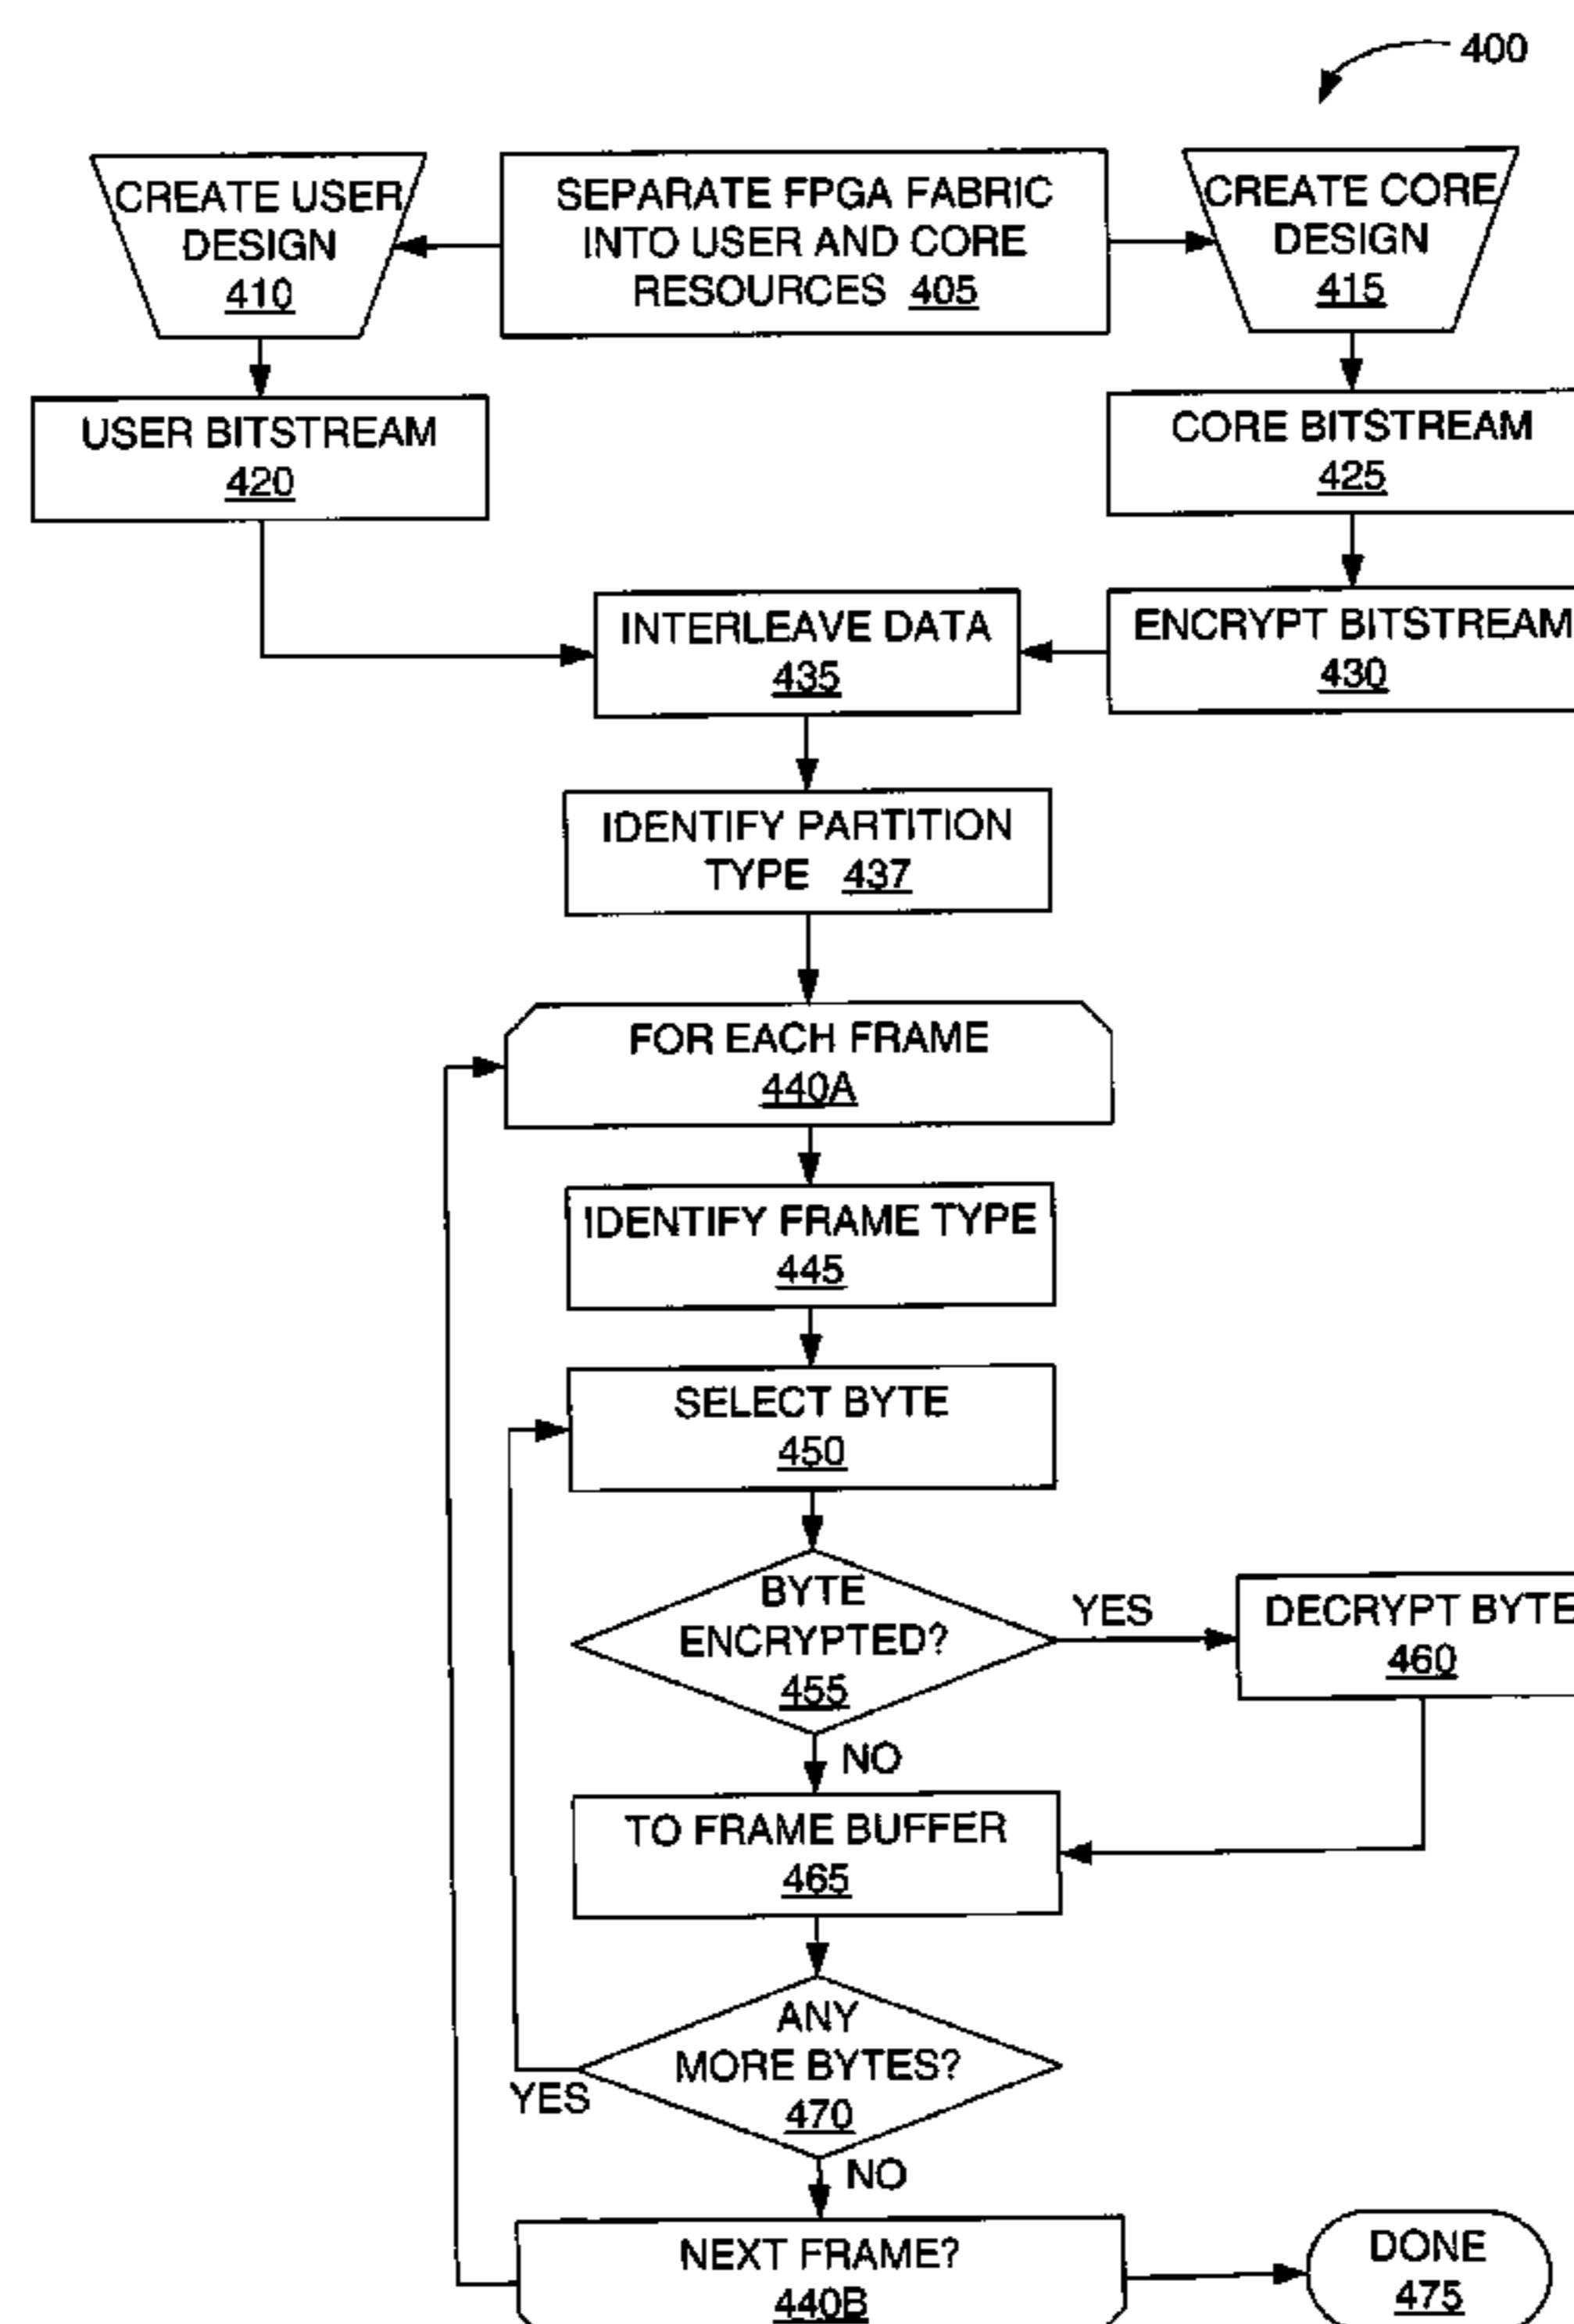 400
CREATE USER
DESIGN
410
SEPARATE FPGA FABRIC
INTO USER AND CORE
RESOURCES 405
CREATE CORE
DESIGN
415
USER BITSTREAM
420
CORE BITSTREAM
425
INTERLEAVE DATA
435
ENCRYPT BITSTREAM
430
IDENTIFY PARTITION
TYPE 437
FOR EACH FRAME
440A
IDENTIFY FRAME TYPE
445
SELECT BYTE
450
BYTE
ENCRYPTED?
455
YES
DECRYPT BYTE
460
NO
TO FRAME BUFFER
465
ANY
MORE BYTES?
470
YES
NO
NEXT FRAME?
440B
DONE
475